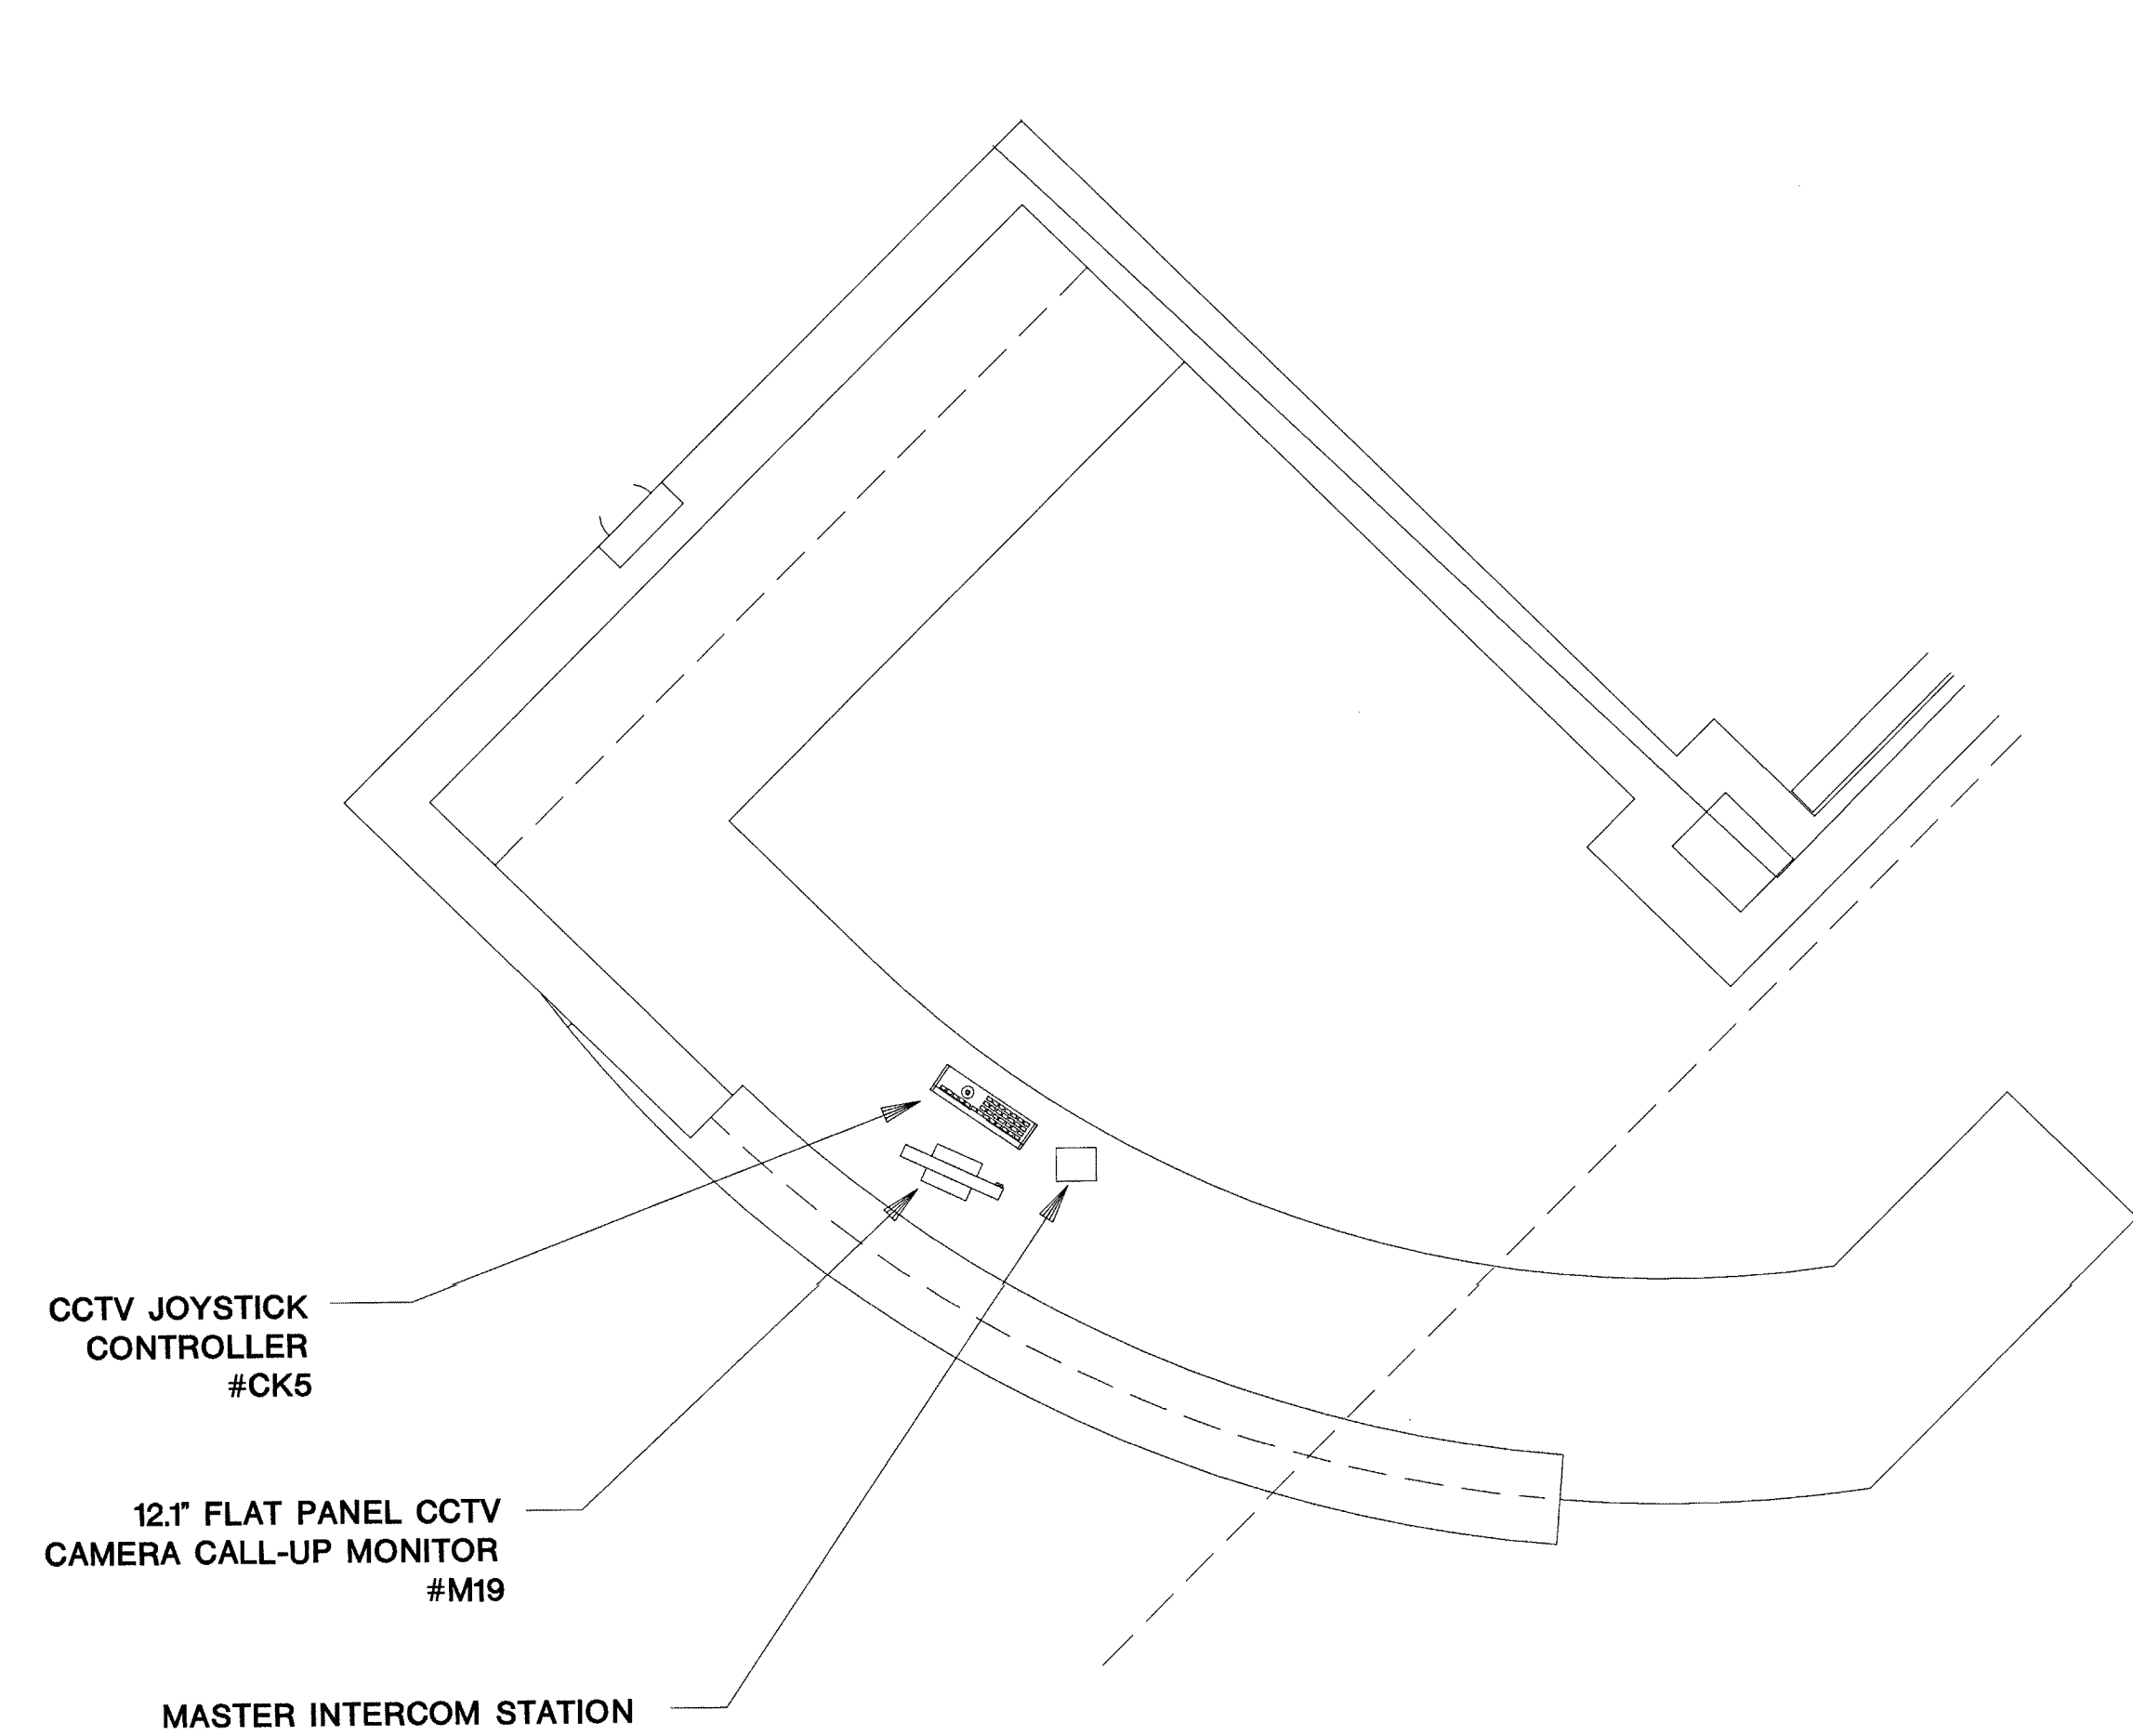 CCTV JOYSTICK
CONTROLLER
#CK5
12.1" FLAT PANEL CCTV
CAMERA CALL-UP MONITOR
#M19
MASTER INTERCOM STATION